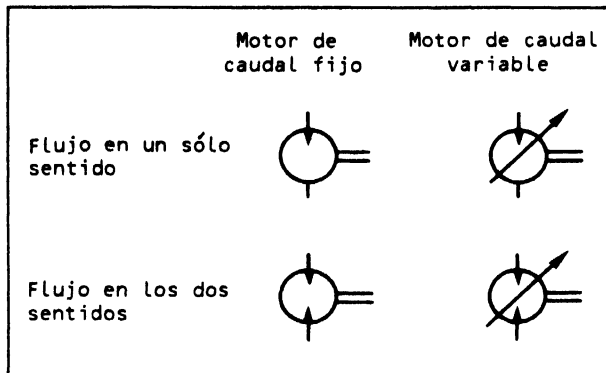 Motor de
caudal fijo
Motor de caudal
variable
Flujo en un sólo
sentido
Flujo en los dos
sentidos